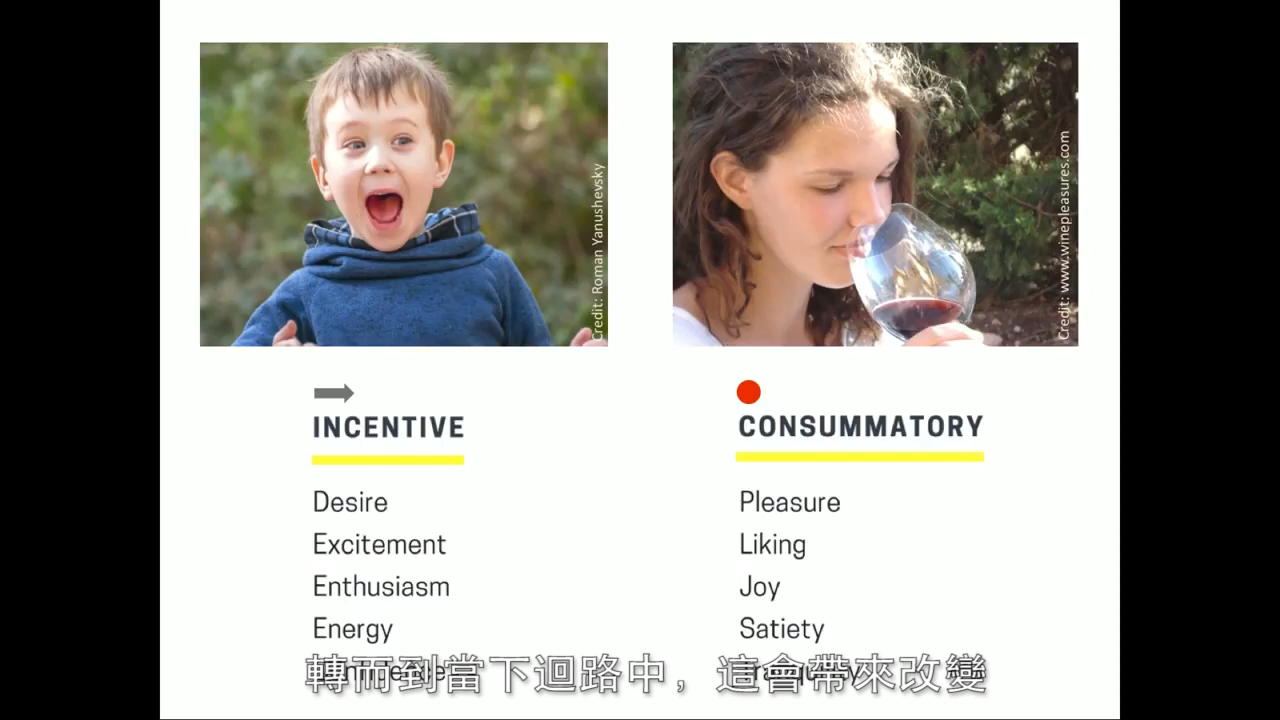 Credit: Roman Yanushevsky
Credit: www.winepleasures.com
INCENTIVE
Desire
Excitement
Enthusiasm
Energy
CONSUMMATORY
Pleasure
Liking
Joy
Satiety
轉而到當下迴路中，這會帶來改變